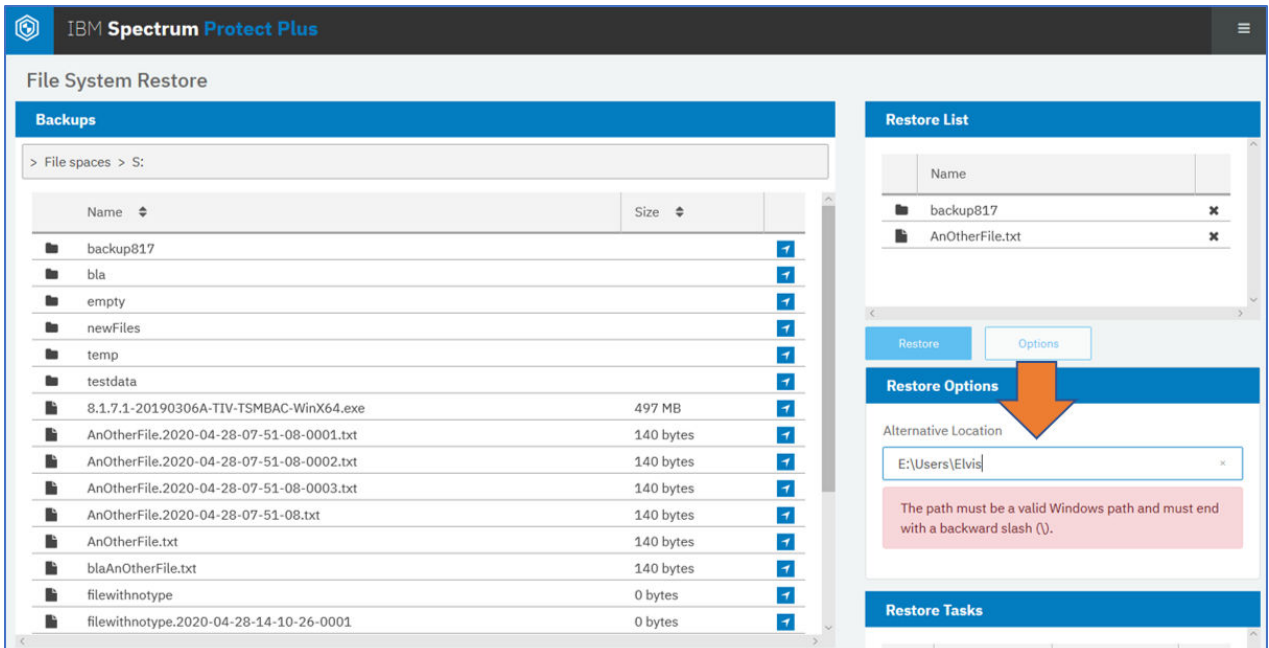 IBM Spectrum Protect Plus
File System Restore
Backups
> File spaces > S:
Name Size
backup817
bla
empty
newFiles
temp
testdata
8.1.7.1-20190306A-TIV-TSMBAC-WinX64.exe 497 MB
AnOtherFile.2020-04-28-07-51-08-0001.txt 140 bytes
AnOtherFile.2020-04-28-07-51-08-0002.txt 140 bytes
AnOtherFile.2020-04-28-07-51-08-0003.txt 140 bytes
AnOtherFile.2020-04-28-07-51-08.txt 140 bytes
AnOtherFile.txt 140 bytes
blaAnOtherFile.txt 140 bytes
filewithnotype 0 bytes
filewithnotype.2020-04-28-14-10-26-0001 0 bytes
Restore List
Name
backup817
AnOtherFile.txt
Restore Options
Restore Options
Alternative Location
E:\Users\Elvis
The path must be a valid Windows path and must end
with a backward slash (\).
Restore Tasks